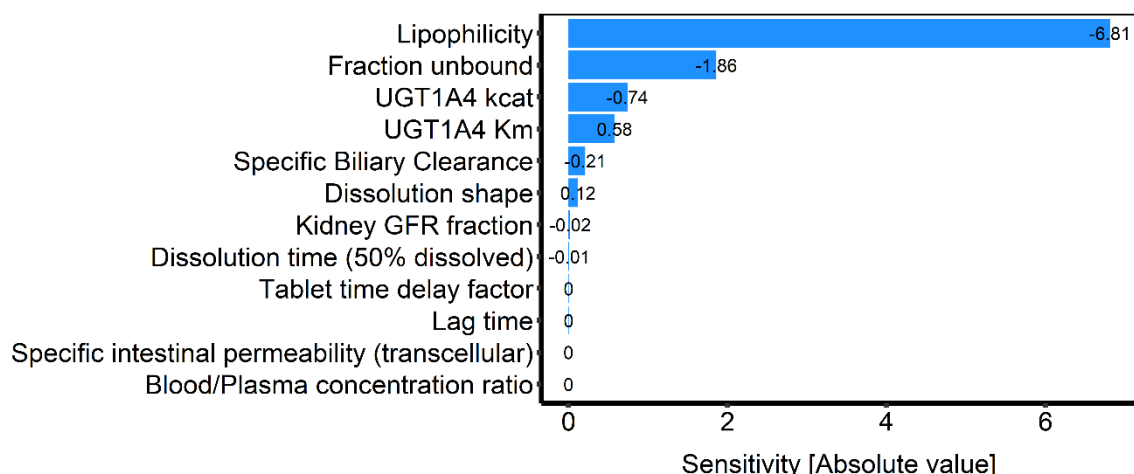 Lipophilicity -6.81
Fraction unbound -1.86
UGT1A4 kcat -0.74
UGT1A4 Km 0.58
Specific Biliary Clearance -0.21
Dissolution shape 0.12
Kidney GFR fraction -0.02
Dissolution time (50% dissolved) -0.01
Tablet time delay factor 0
Lag time 0
Specific intestinal permeability (transcellular) 0
Blood/Plasma concentration ratio 0
0 2 4 6
Sensitivity [Absolute value]